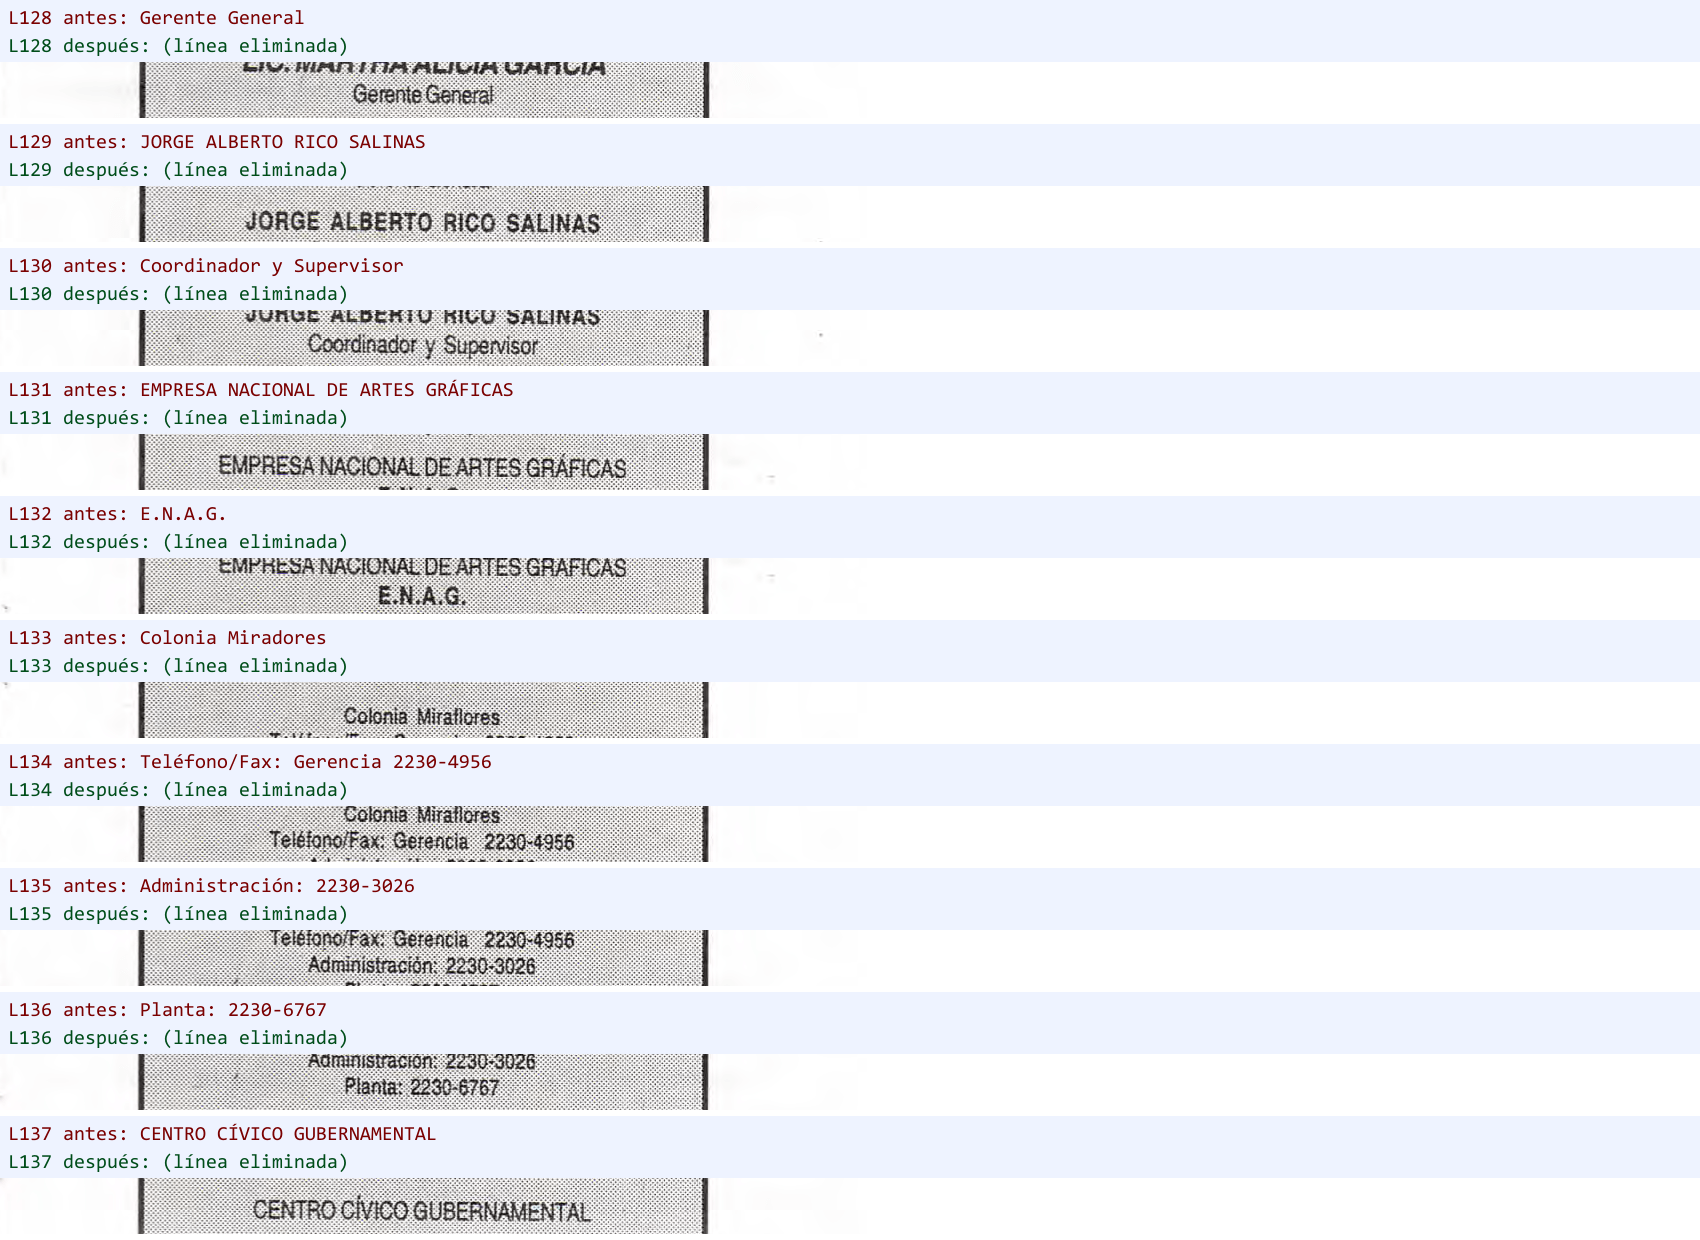 L128 antes: Gerente General
L128 después: (línea eliminada)
LIC. MARTHA ALICIA GARCÍA
Gerente General
L129 antes: JORGE ALBERTO RICO SALINAS
L129 después: (línea eliminada)
JORGE ALBERTO RICO SALINAS
L130 antes: Coordinador y Supervisor
L130 después: (línea eliminada)
JORGE ALBERTO RICO SALINAS
Coordinador y Supervisor
L131 antes: EMPRESA NACIONAL DE ARTES GRÁFICAS
L131 después: (línea eliminada)
EMPRESA NACIONAL DE ARTES GRÁFICAS
E.N.A.G.
L132 antes: E.N.A.G.
L132 después: (línea eliminada)
EMPRESA NACIONAL DE ARTES GRÁFICAS
E.N.A.G.
L133 antes: Colonia Miradores
L133 después: (línea eliminada)
Colonia Miraflores
L134 antes: Teléfono/Fax: Gerencia 2230-4956
L134 después: (línea eliminada)
Colonia Miraflores
Teléfono/Fax: Gerencia 2230-4956
L135 antes: Administración: 2230-3026
L135 después: (línea eliminada)
Teléfono/Fax: Gerencia 2230-4956
Administración: 2230-3026
L136 antes: Planta: 2230-6767
L136 después: (línea eliminada)
Administración: 2230-3026
Planta: 2230-6767
L137 antes: CENTRO CÍVICO GUBERNAMENTAL
L137 después: (línea eliminada)
CENTRO CÍVICO GUBERNAMENTAL